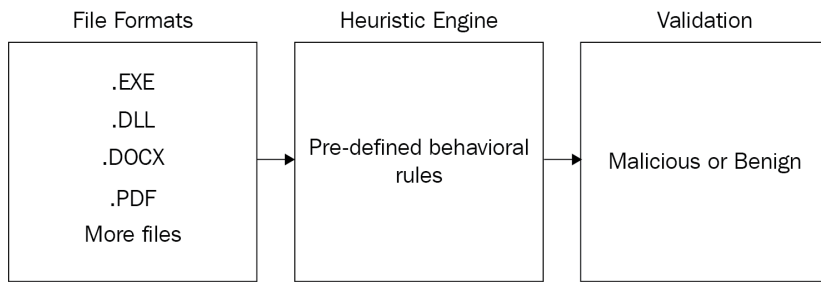 File Formats
Heuristic Engine
Validation
.EXE
.DLL
.DOCX
.PDF
More files
Pre-defined behavioral
rules
Malicious or Benign